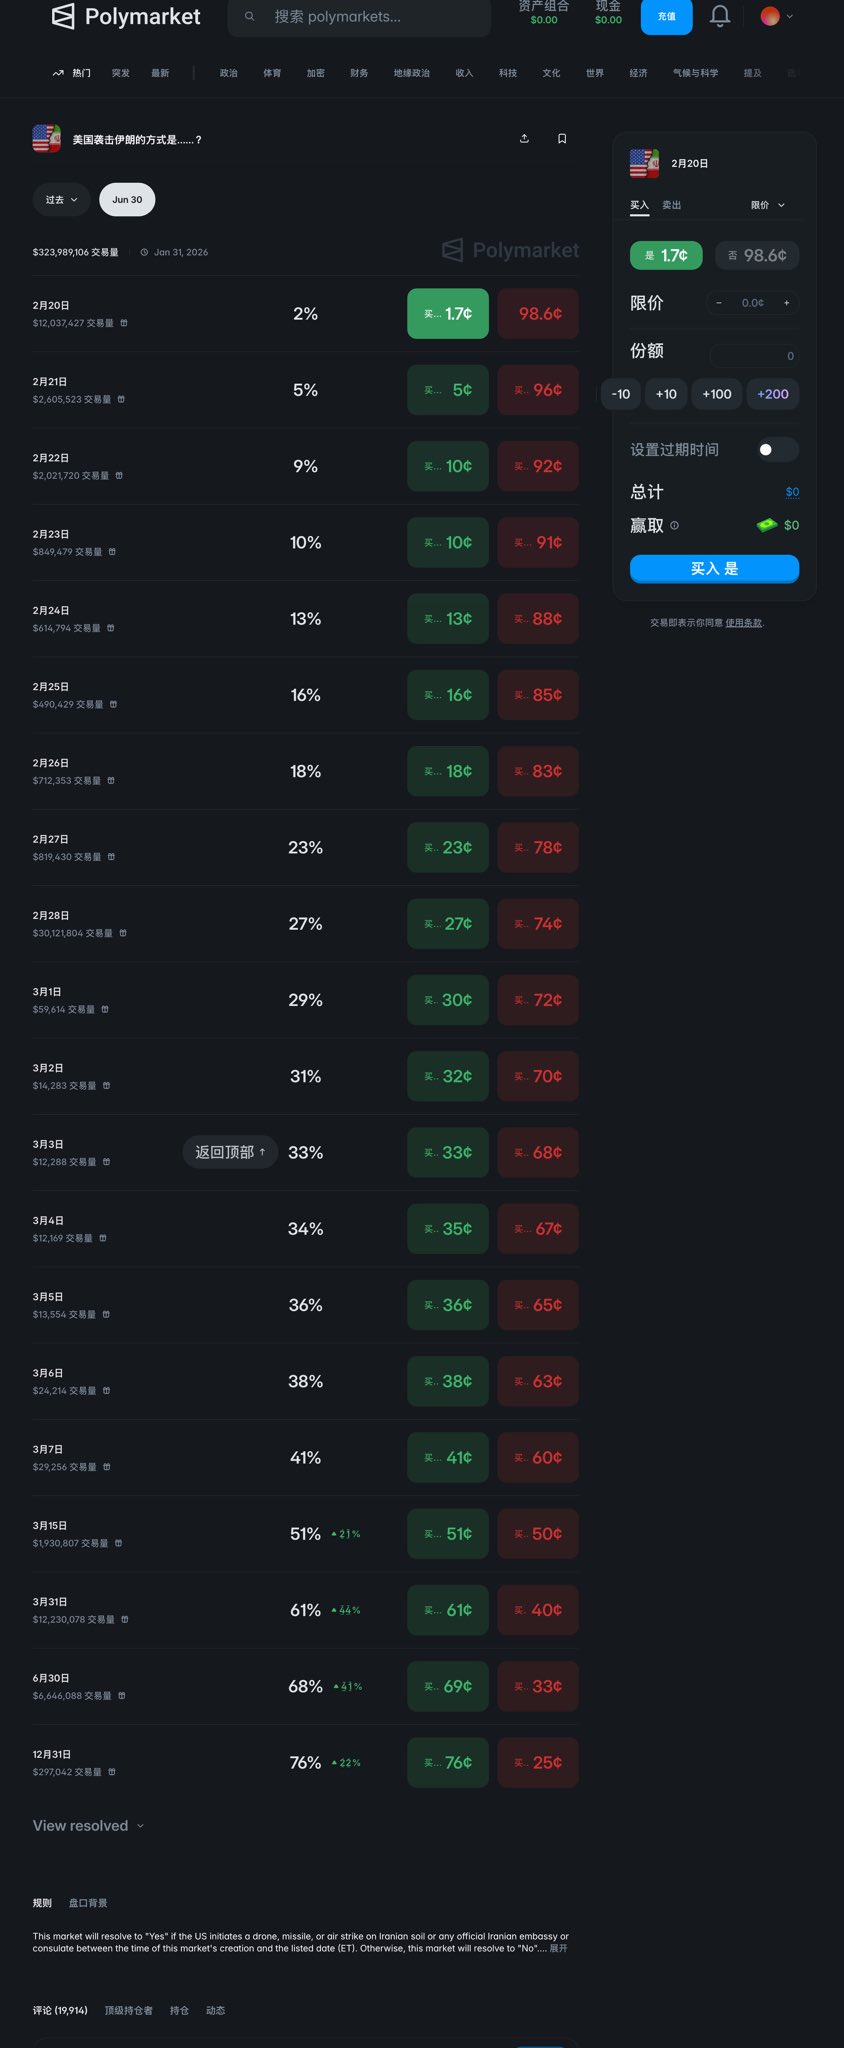 Polymarket
搜索 polymarkets...
资产组合
$0.00
现金
$0.00
充值
热门 突发 最新 政治 体育 加密 财务 地缘政治 收入 科技 文化 世界 经济 气候与科学 提及
美国袭击伊朗的方式是......?
过去
Jun 30
$323,989,106 交易量 Jan 31, 2026
Polymarket
2月20日
$12,037,427 交易量
2%
买... 1.7¢
98.6¢
2月21日
$2,605,523 交易量
5%
买... 5¢
买... 96¢
2月22日
$2,021,720 交易量
9%
买... 10¢
买... 92¢
2月23日
$849,479 交易量
10%
买... 10¢
买... 91¢
2月24日
$614,794 交易量
13%
买... 13¢
买... 88¢
2月25日
$490,429 交易量
16%
买... 16¢
买... 85¢
2月26日
$712,353 交易量
18%
买... 18¢
买... 83¢
2月27日
$819,430 交易量
23%
买.. 23¢
买... 78¢
2月28日
$30,121,804 交易量
27%
买... 27¢
买... 74¢
3月1日
$59,614 交易量
29%
买.. 30¢
买... 72¢
3月2日
$14,283 交易量
31%
买.. 32¢
买... 70¢
3月3日
$12,288 交易量
返回顶部 ↑
33%
买.. 33¢
买.. 68¢
3月4日
$12,169 交易量
34%
买.. 35¢
买... 67¢
3月5日
$13,554 交易量
36%
买.. 36¢
买.. 65¢
3月6日
$24,214 交易量
38%
买.. 38¢
买.. 63¢
3月7日
$29,256 交易量
41%
买... 41¢
买.. 60¢
3月15日
$1,930,807 交易量
51%
买... 51¢
买.. 50¢
3月31日
$12,230,078 交易量
61%
买... 61¢
买. 40¢
6月30日
$6,646,088 交易量
68%
买.. 69¢
买.. 33¢
12月31日
$297,042 交易量
76% 22%
买.. 76¢
买... 25¢
View resolved
规则 盘口背景
This market will resolve to "Yes" if the US initiates a drone, missile, or air strike on Iranian soil or any official Iranian embassy or
consulate between the time of this market's creation and the listed date (ET). Otherwise, this market will resolve to "No".... 展开
评论 (19,914) 顶级持仓者 持仓 动态
2月20日
买入 卖出 限价
是 1.7¢
否 98.6¢
限价
− 0.0¢ +
份额
0
-10 +10 +100 +200
设置过期时间
总计 $0
赢取 $0
买入 是
交易即表示你同意 使用条款.